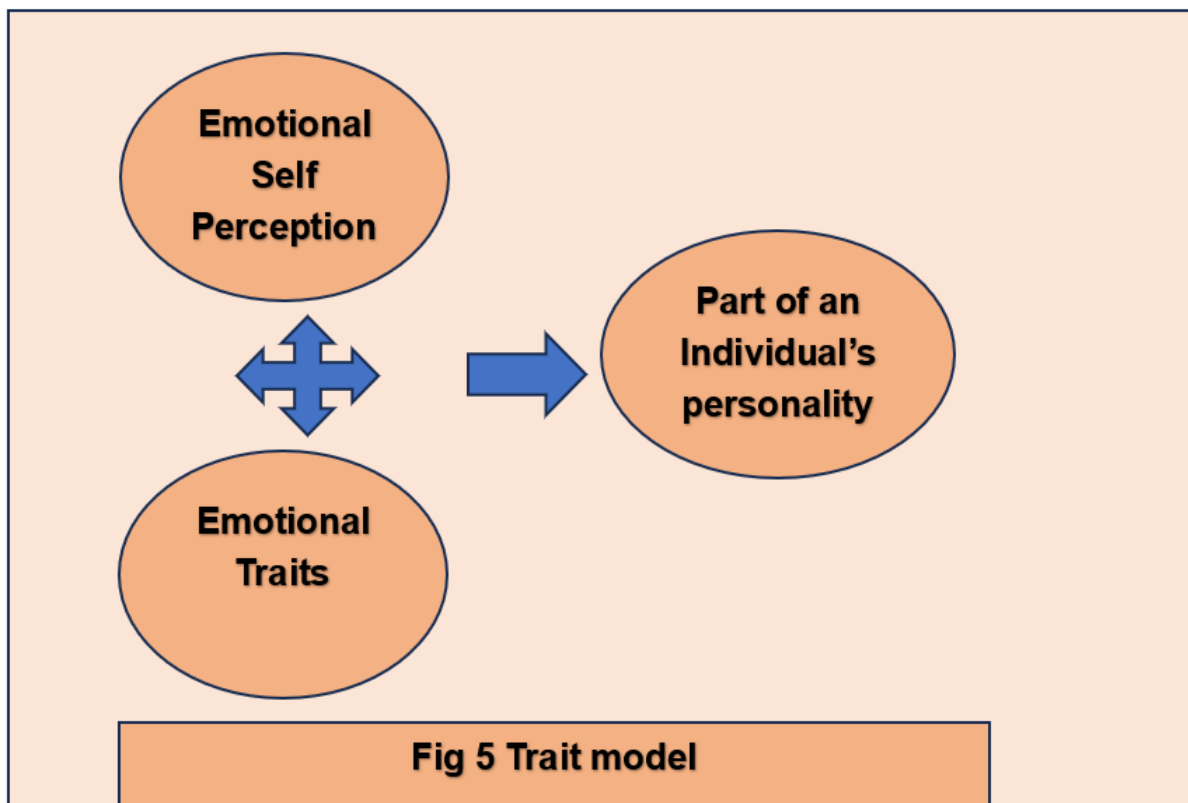 Emotional
Self
Perception
Part of an
Individual’s
personality
Emotional
Traits
Fig 5 Trait model